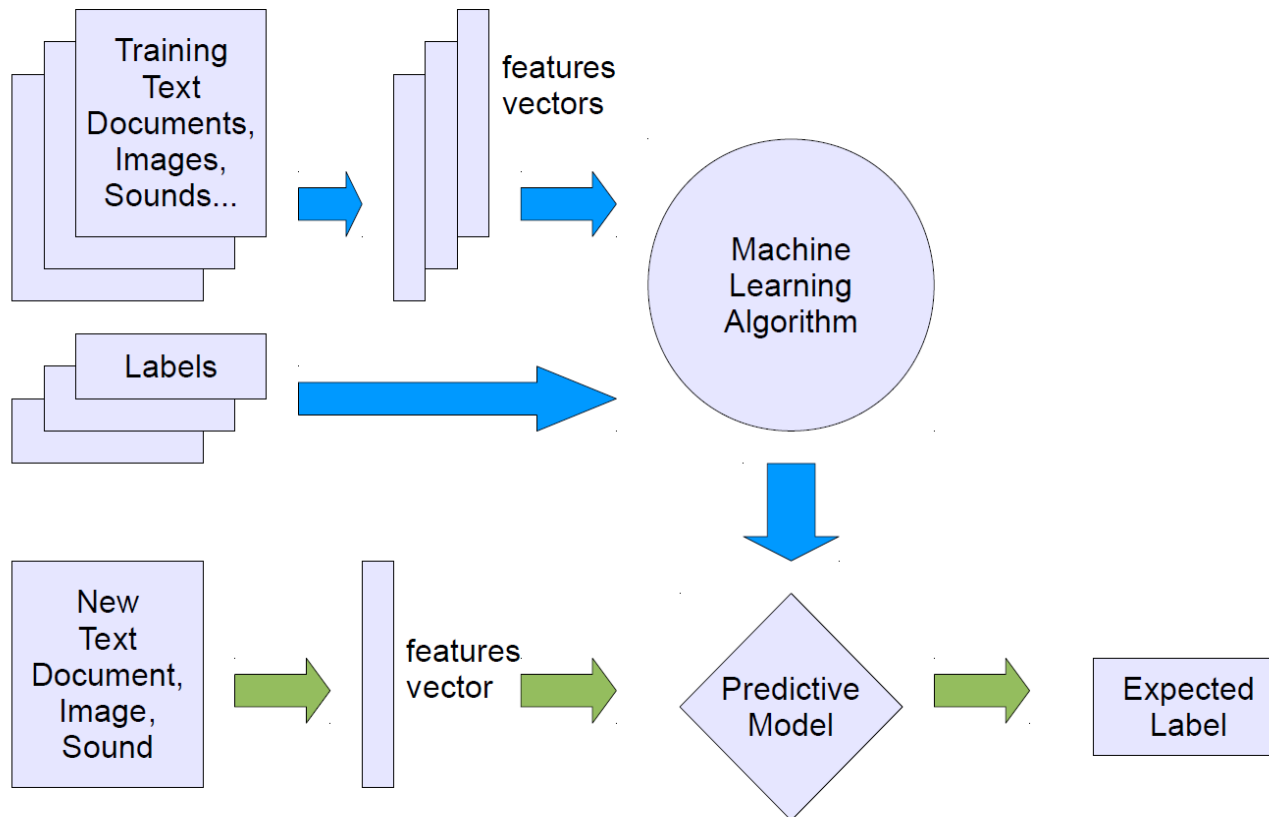 Training
Text
Documents,
Images,
Sounds...
features
vectors
Machine
Learning
Algorithm
Labels
New
Text
Document,
Image,
Sound
features
vector
Predictive
Model
Expected
Label